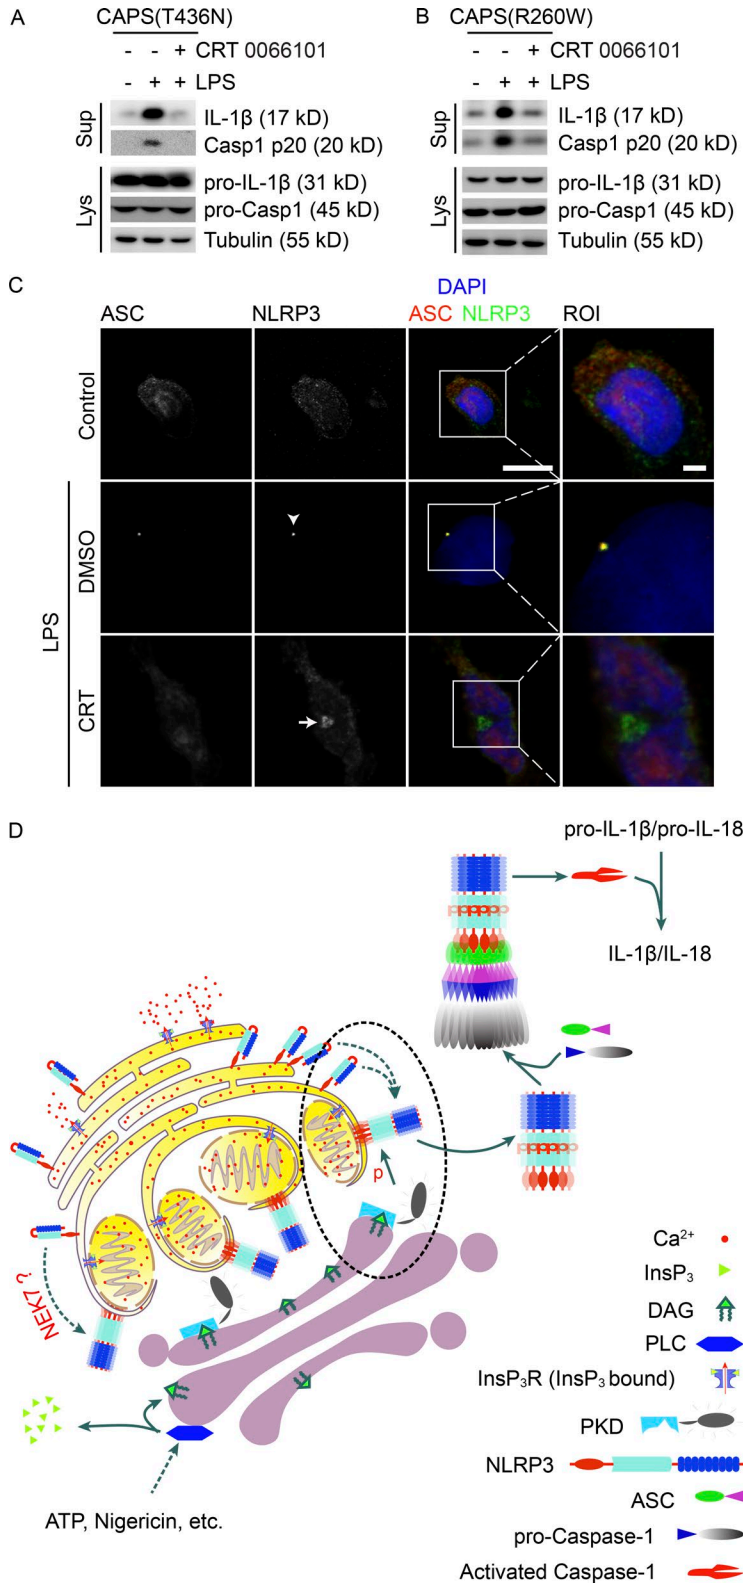 A
CAPS(T436N)
- - + CRT 0066101
- + + LPS
Sup
IL-1β (17 kD)
Casp1 p20 (20 kD)
Lys
pro-IL-1β (31 kD)
pro-Casp1 (45 kD)
Tubulin (55 kD)
B
CAPS(R260W)
- - + CRT 0066101
- + + LPS
Sup
IL-1β (17 kD)
Casp1 p20 (20 kD)
Lys
pro-IL-1β (31 kD)
pro-Casp1 (45 kD)
Tubulin (55 kD)
C
DAPI
ASC NLRP3 ASC NLRP3 ROI
Control
LPS
DMSO
CRT
D
pro-IL-1β/pro-IL-18
IL-1β/IL-18
PPPPP
p
PPPPP
NEK7 ?
ATP, Nigericin, etc.
Ca²⁺
InsP₃
DAG
PLC
InsP₃R (InsP₃ bound)
PKD
NLRP3
ASC
pro-Caspase-1
Activated Caspase-1